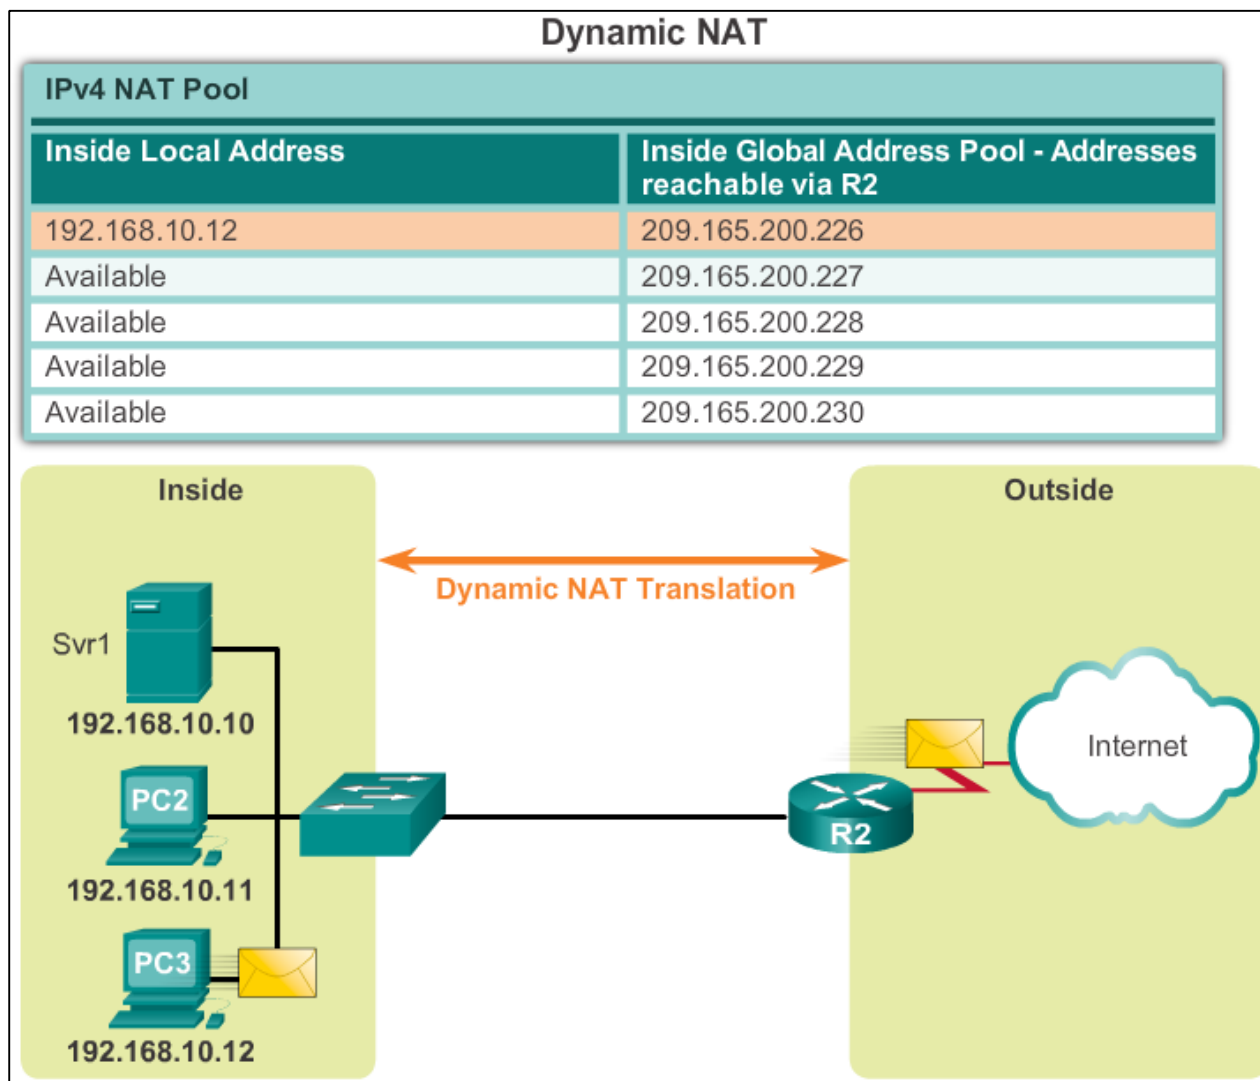 Dynamic NAT
IPv4 NAT Pool
Inside Local Address
Inside Global Address Pool - Addresses
reachable via R2
192.168.10.12
209.165.200.226
Available
209.165.200.227
Available
209.165.200.228
Available
209.165.200.229
Available
209.165.200.230
Inside
Outside
Dynamic NAT Translation
Svr1
192.168.10.10
Internet
PC2
R2
192.168.10.11
PC3
192.168.10.12